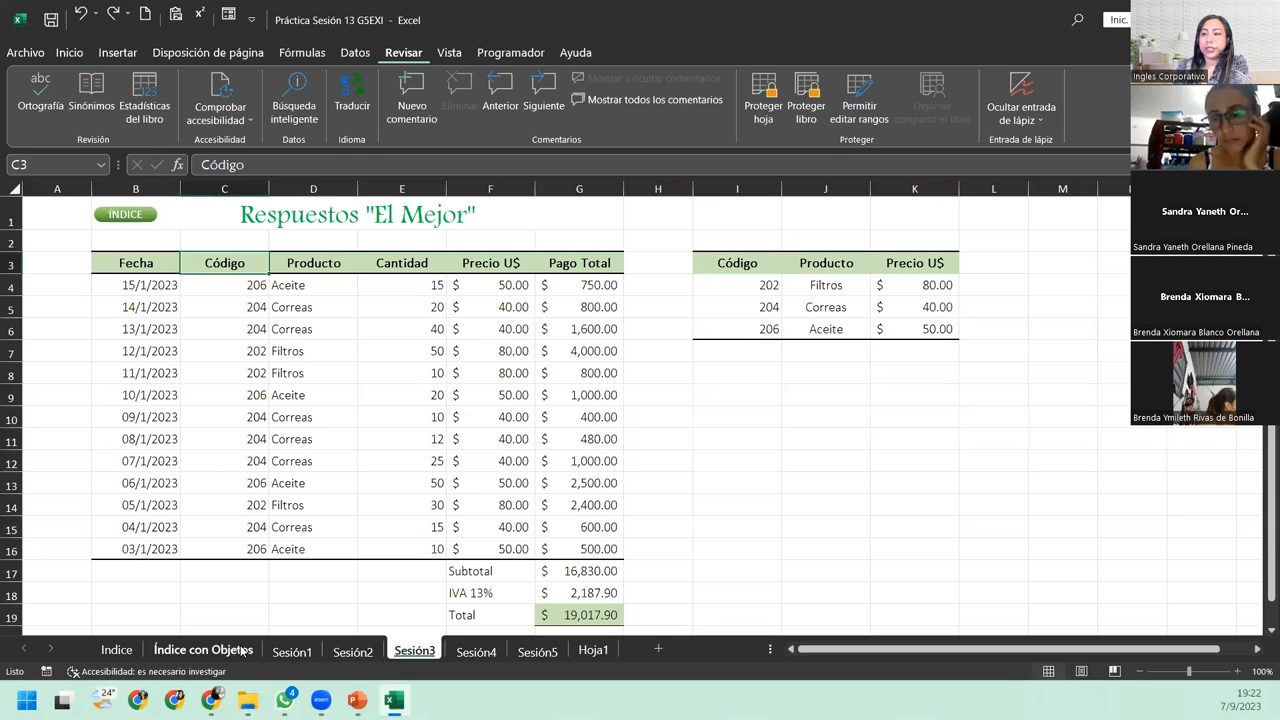 Práctica Sesión 13 G5EXI - Excel
Inic.
Archivo Inicio Insertar Disposición de página Fórmulas Datos Revisar Vista Programador Ayuda
Ortografía
Sinónimos
Estadísticas del libro
Revisión
Comprobar accesibilidad
Accesibilidad
Búsqueda inteligente
Datos
Traducir
Idioma
Nuevo comentario
Eliminar
Anterior
Siguiente
Mostrar u ocultar comentarios
Mostrar todos los comentarios
Comentarios
Proteger hoja
Proteger libro
Permitir editar rangos
Dejar de compartir el libro
Proteger
Ocultar entrada de lápiz
Entrada de lápiz
C3
fx Código
A B C D E F G H I J K L M
1 ÍNDICE Respuestos "El Mejor"
2
3 Fecha Código Producto Cantidad Precio U$ Pago Total Código Producto Precio U$
4 15/1/2023 206 Aceite 15 $ 50.00 $ 750.00 202 Filtros $ 80.00
5 14/1/2023 204 Correas 20 $ 40.00 $ 800.00 204 Correas $ 40.00
6 13/1/2023 204 Correas 40 $ 40.00 $ 1,600.00 206 Aceite $ 50.00
7 12/1/2023 202 Filtros 50 $ 80.00 $ 4,000.00
8 11/1/2023 202 Filtros 10 $ 80.00 $ 800.00
9 10/1/2023 206 Aceite 20 $ 50.00 $ 1,000.00
10 09/1/2023 204 Correas 10 $ 40.00 $ 400.00
11 08/1/2023 204 Correas 12 $ 40.00 $ 480.00
12 07/1/2023 204 Correas 25 $ 40.00 $ 1,000.00
13 06/1/2023 206 Aceite 50 $ 50.00 $ 2,500.00
14 05/1/2023 202 Filtros 30 $ 80.00 $ 2,400.00
15 04/1/2023 204 Correas 15 $ 40.00 $ 600.00
16 03/1/2023 206 Aceite 10 $ 50.00 $ 500.00
17 Subtotal $ 16,830.00
18 IVA 13% $ 2,187.90
19 Total $ 19,017.90
Indice Índice con Objetos Sesión1 Sesión2 Sesión3 Sesión4 Sesión5 Hoja1
Listo Accesibilidad: es necesario investigar 100%
24° 4 zoom
19:22
7/9/2023
Ingles Corporativo
Sandra Yaneth Or...
Sandra Yaneth Orellana Pineda
Brenda Xiomara B...
Brenda Xiomara Blanco Orellana
Brenda Ymileth Rivas de Bonilla